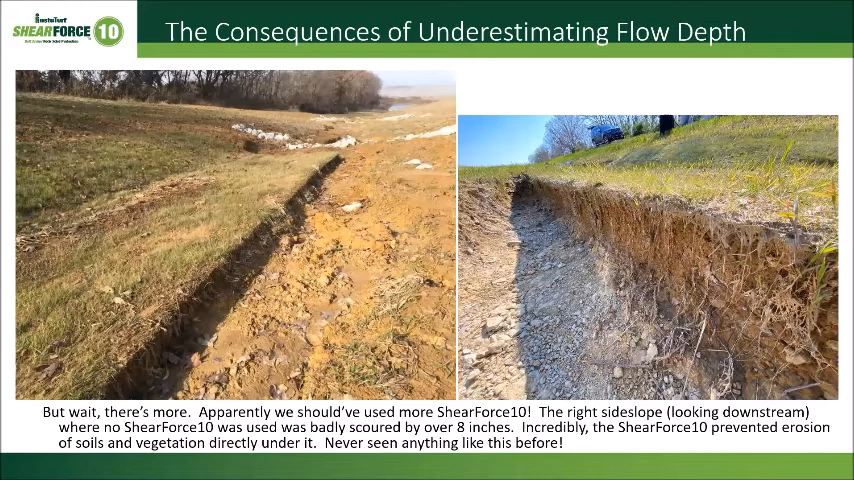 InstaTurf
SHEARFORCE 10
The Consequences of Underestimating Flow Depth
But wait, there's more. Apparently we should've used more ShearForce10! The right sideslope (looking downstream)
where no ShearForce10 was used was badly scoured by over 8 inches. Incredibly, the ShearForce10 prevented erosion
of soils and vegetation directly under it. Never seen anything like this before!